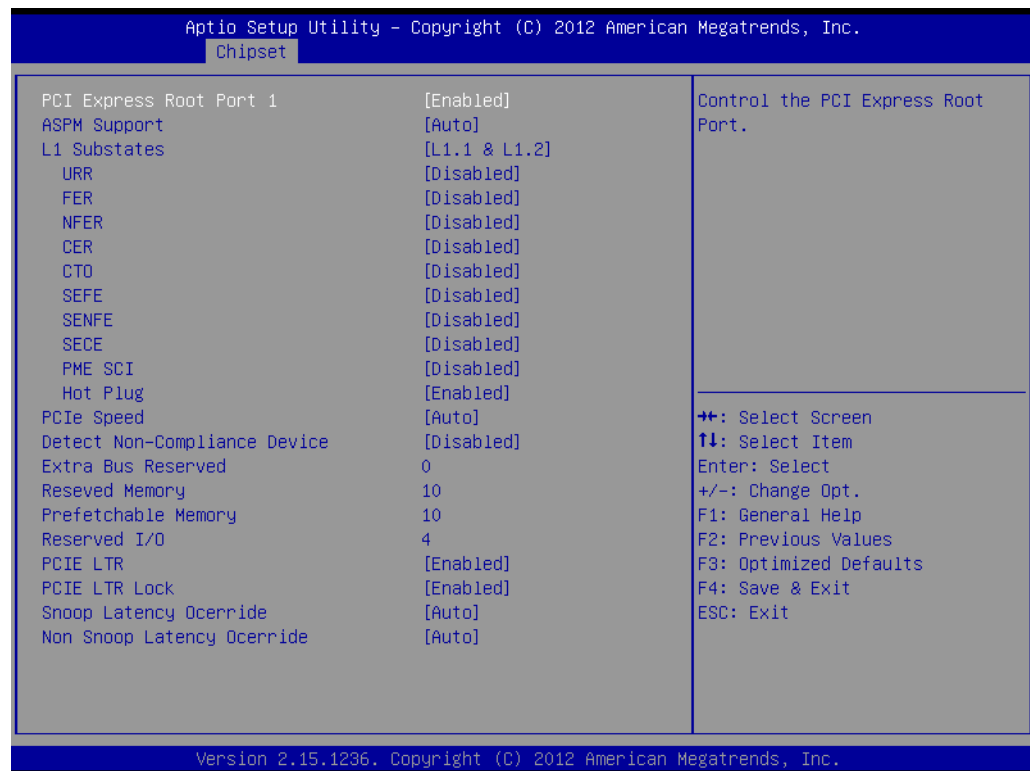 Aptio Setup Utility – Copyright (C) 2012 American Megatrends, Inc.
Chipset
PCI Express Root Port 1 [Enabled]
ASPM Support [Auto]
L1 Substates [L1.1 & L1.2]
URR [Disabled]
FER [Disabled]
NFER [Disabled]
CER [Disabled]
CTO [Disabled]
SEFE [Disabled]
SENFE [Disabled]
SECE [Disabled]
PME SCI [Disabled]
Hot Plug [Enabled]
PCIe Speed [Auto]
Detect Non-Compliance Device [Disabled]
Extra Bus Reserved 0
Reseved Memory 10
Prefetchable Memory 10
Reserved I/O 4
PCIE LTR [Enabled]
PCIE LTR Lock [Enabled]
Snoop Latency Ocerride [Auto]
Non Snoop Latency Ocerride [Auto]
Control the PCI Express Root
Port.
→←: Select Screen
↑↓: Select Item
Enter: Select
+/-: Change Opt.
F1: General Help
F2: Previous Values
F3: Optimized Defaults
F4: Save & Exit
ESC: Exit
Version 2.15.1236. Copyright (C) 2012 American Megatrends, Inc.